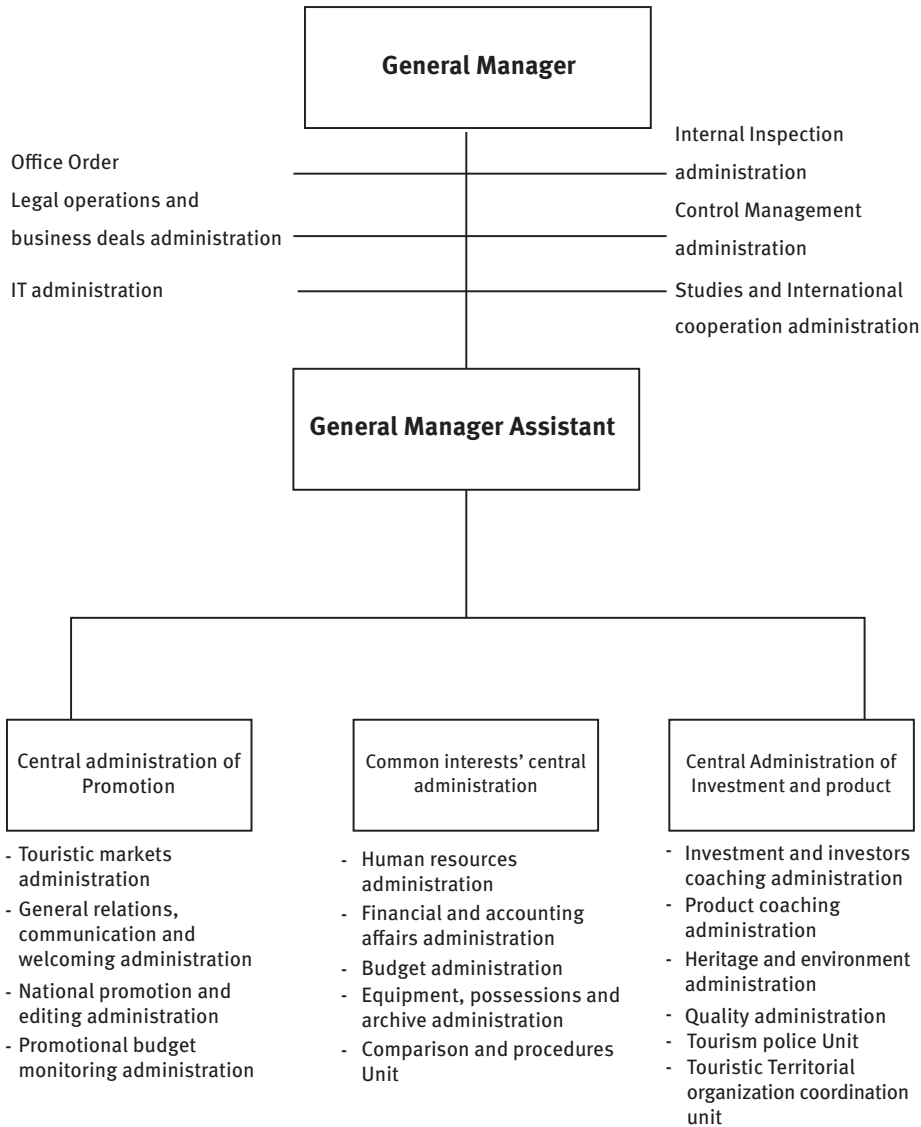 General Manager
Office Order
Legal operations and
business deals administration
IT administration
Internal Inspection
administration
Control Management
administration
Studies and International
cooperation administration
General Manager Assistant
Central administration of
Promotion
- Touristic markets
administration
- General relations,
communication and
welcoming administration
- National promotion and
editing administration
- Promotional budget
monitoring administration
Common interests’ central
administration
- Human resources
administration
- Financial and accounting
affairs administration
- Budget administration
- Equipment, possessions and
archive administration
- Comparison and procedures
Unit
Central Administration of
Investment and product
- Investment and investors
coaching administration
- Product coaching
administration
- Heritage and environment
administration
- Quality administration
- Tourism police Unit
- Touristic Territorial
organization coordination
unit